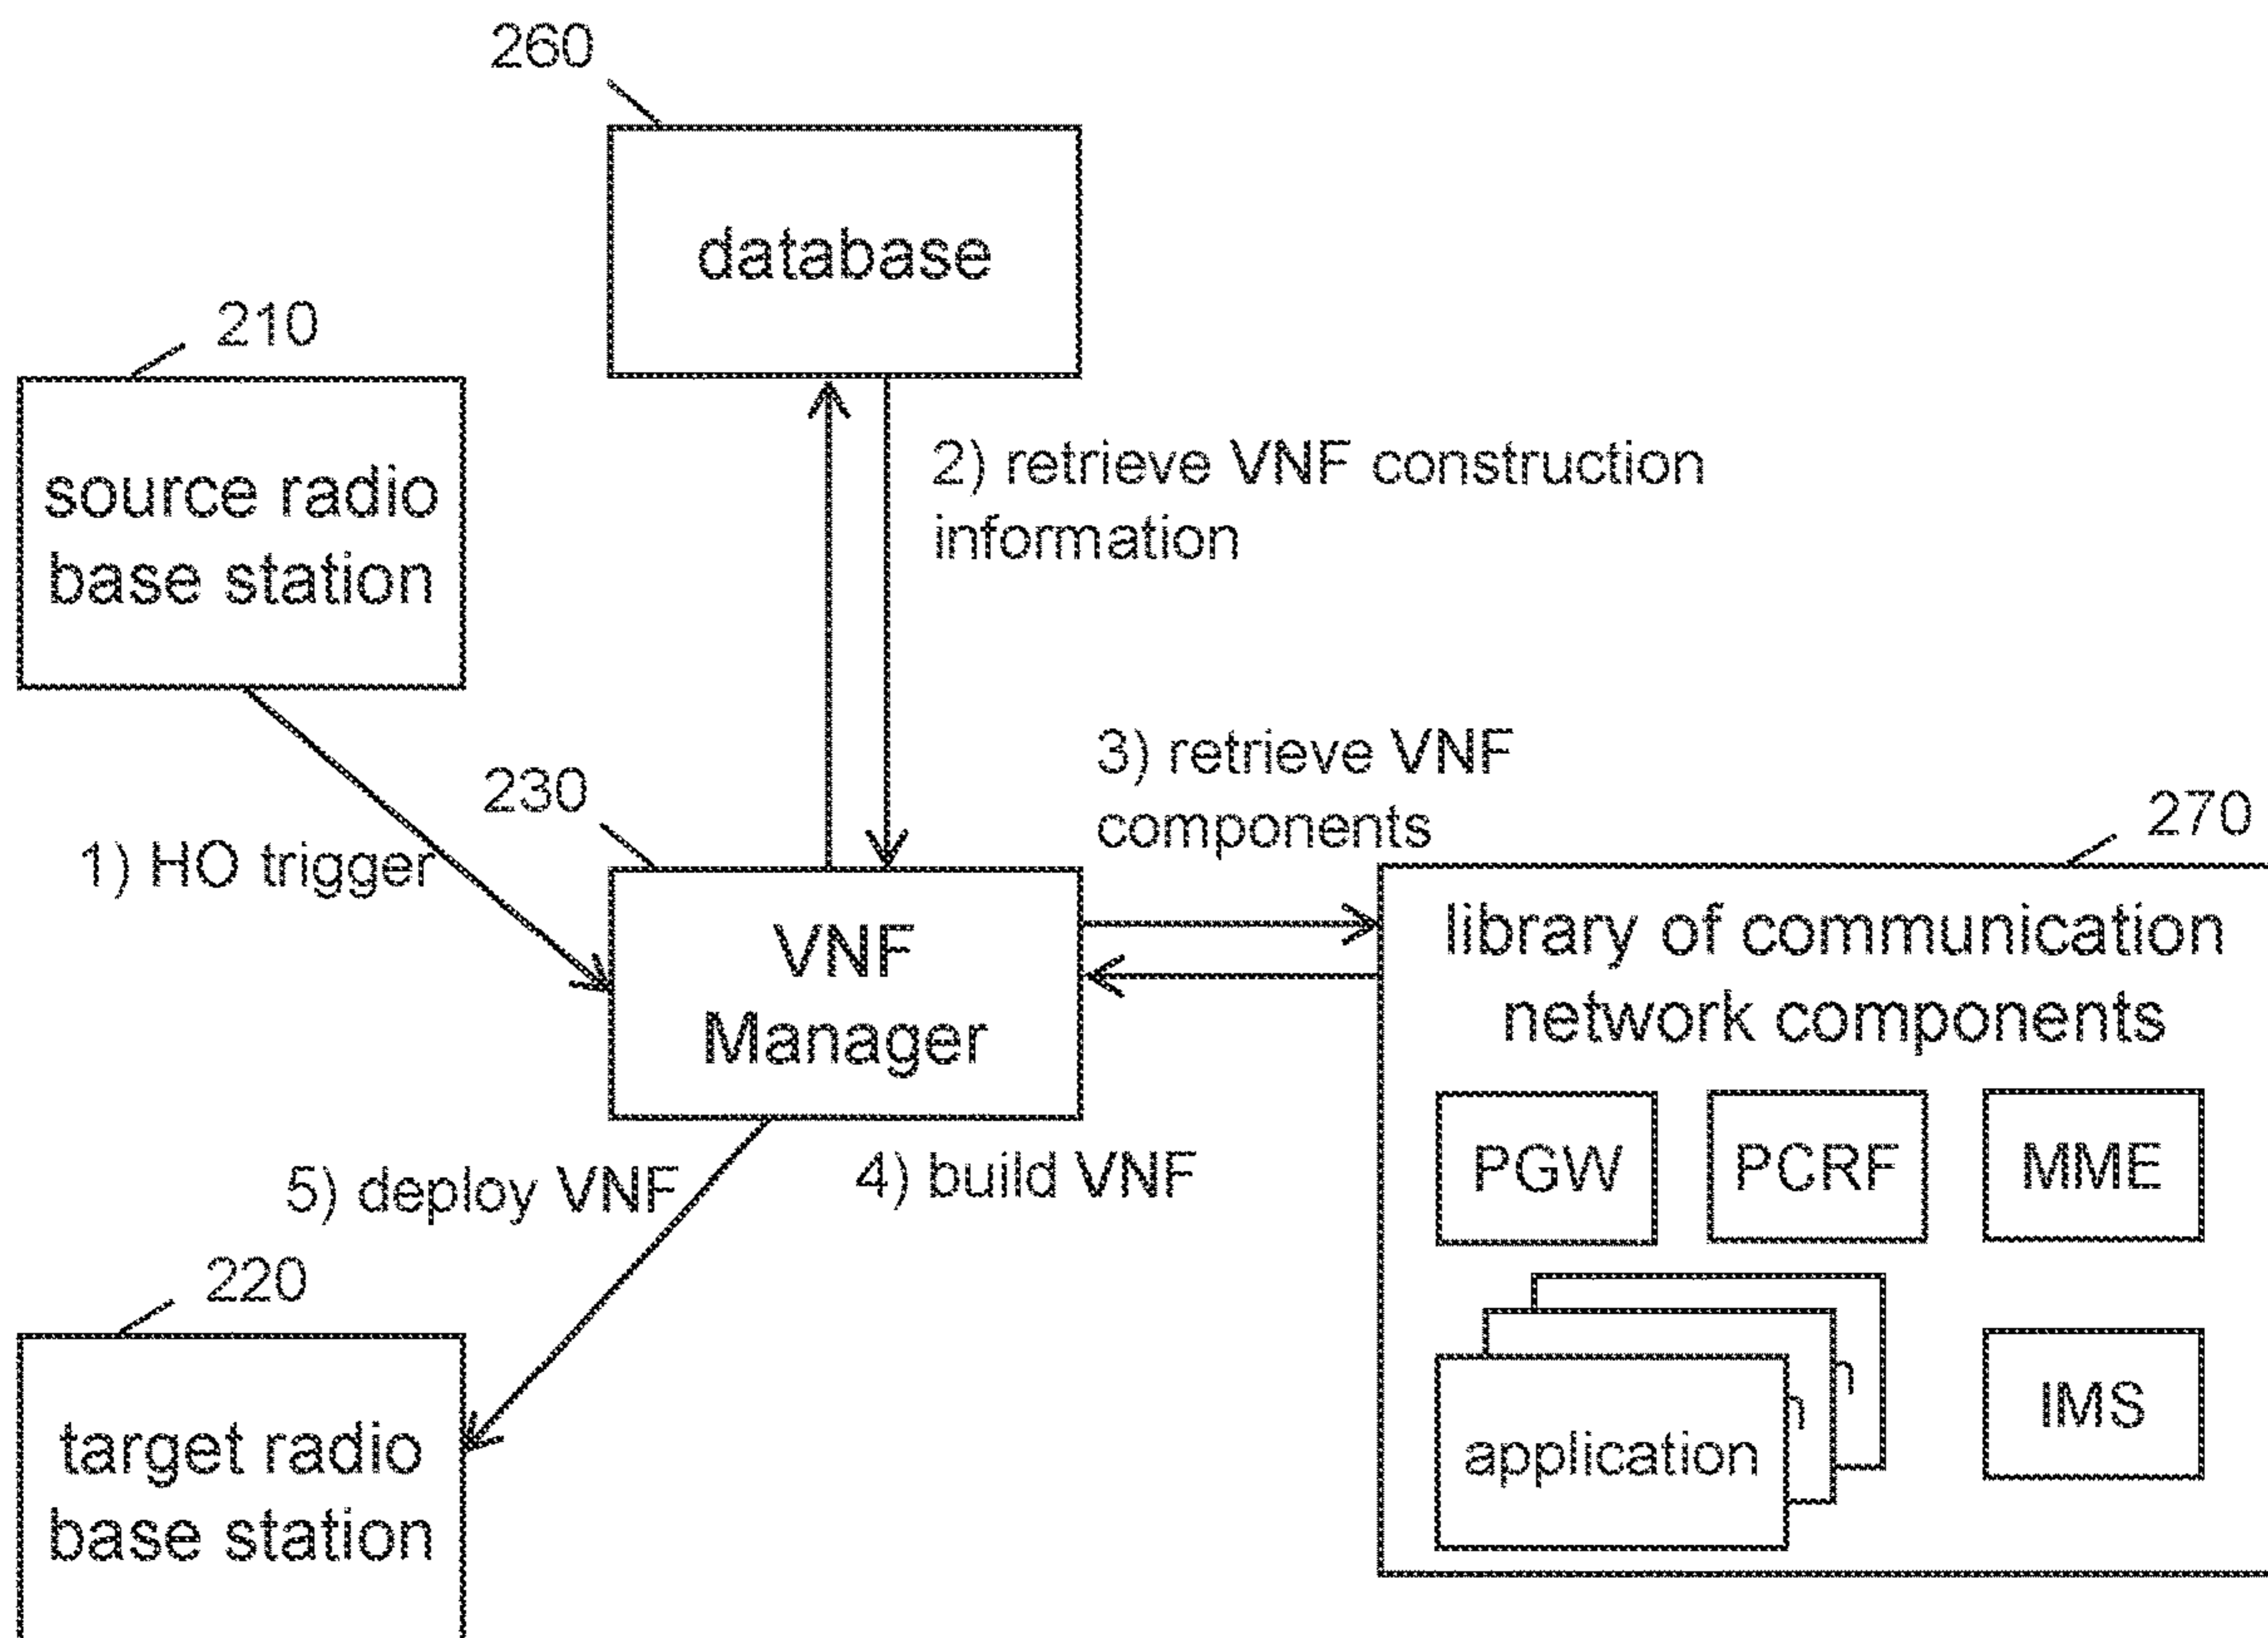 260
database
210
source radio
base station
2) retrieve VNF construction
information
3) retrieve VNF
components
230
270
1) HO trigger
VNF
Manager
library of communication
network components
PGW
PCRF
MME
5) deploy VNF
4) build VNF
220
target radio
base station
application
n
n
IMS